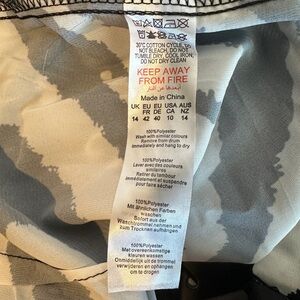 30°C COTTON CYCLE, DO
NOT BLEACH, DO NOT
TUMBLE DRY, COOL IRON,
DO NOT DRY CLEAN
KEEP AWAY
FROM FIRE
ابعدها عن النار
Made in China
UK EU EU USA AUS
FR DE CA NZ
14 42 40 10 14
100%Polyester
Wash with similar colours
Remove from drum
immediately and hang to dry
100%Polyester
Laver avec des couleurs
similaires
Retirer du tambour
immédiatement et suspendre
pour faire sécher
100%Polyester
Mit ähnlichen Farben
waschen
Sofort aus der
Waschtrommel nehmen und
zum Trocknen aufhängen
100%Polyester
Met overeenkomstige
kleuren wassen
Onmiddellijk uit de trommel
verwijderen en ophangen
om te drogen